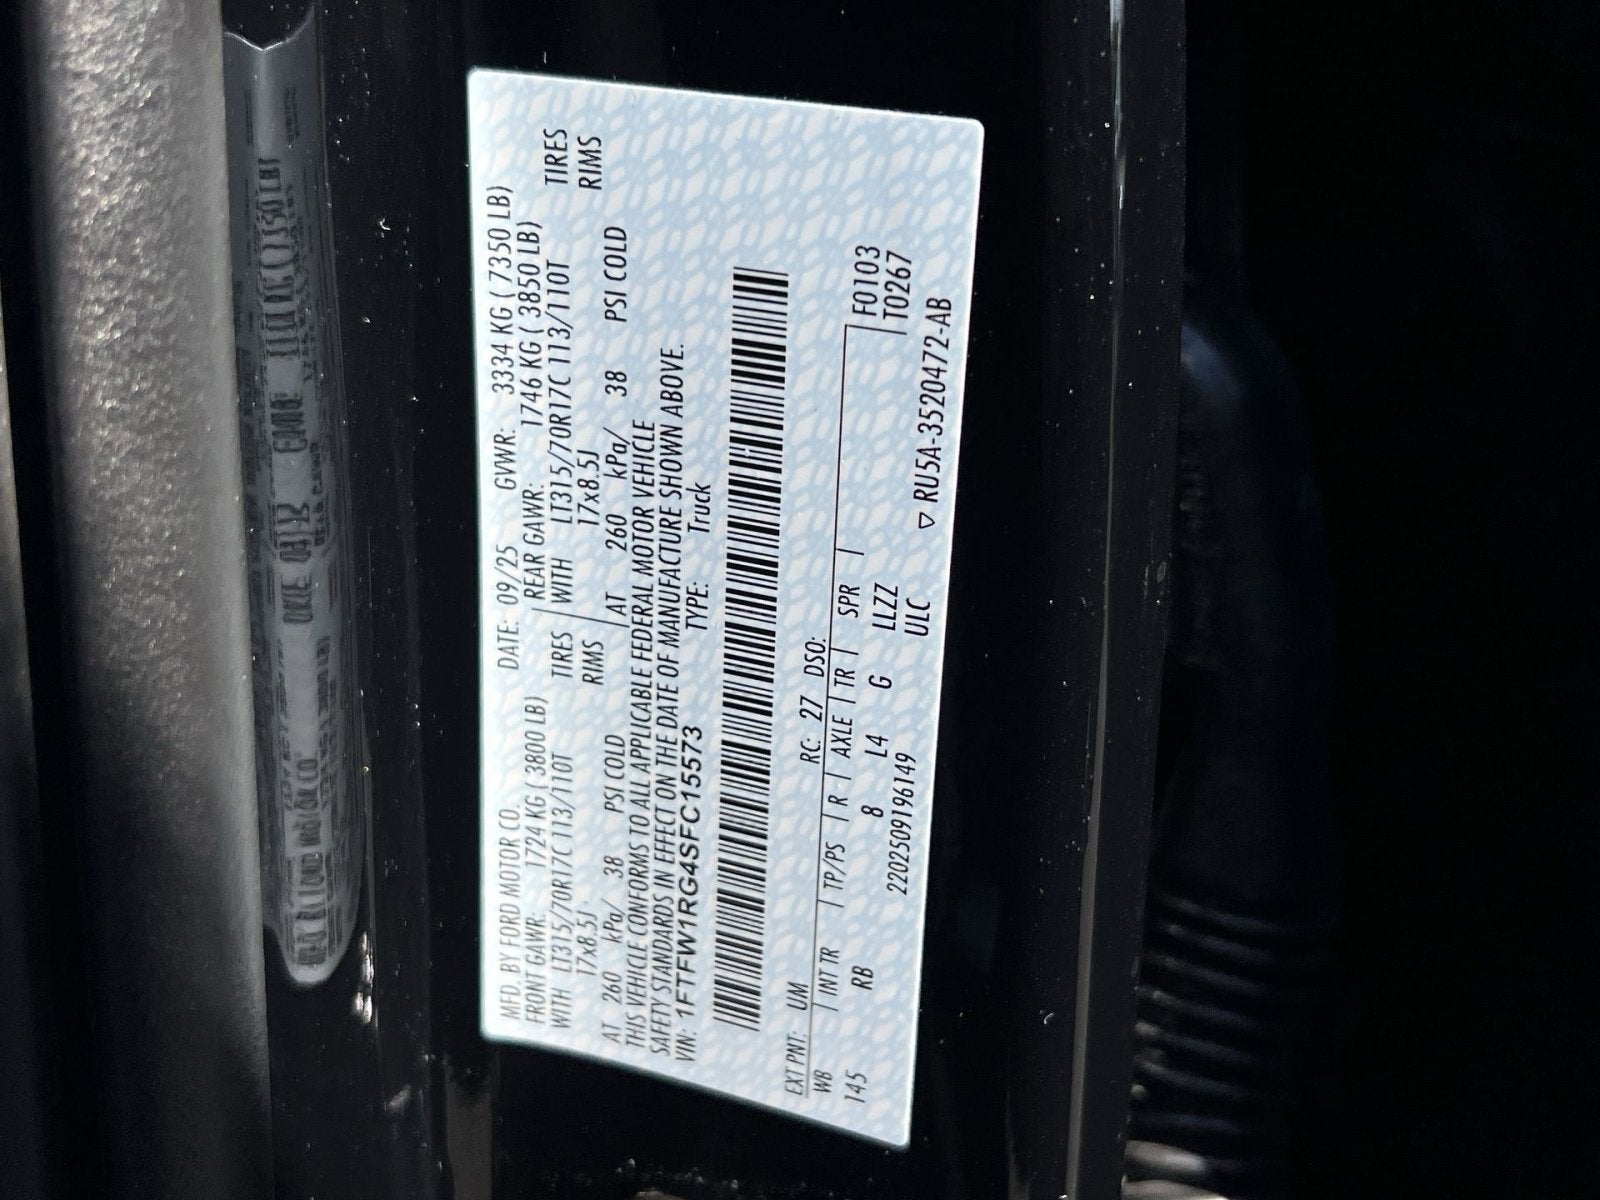 MFD. BY FORD MOTOR CO. DATE: 09/25 GVWR: 3334 KG ( 7350 LB)
FRONT GAWR: 1724 KG ( 3800 LB) REAR GAWR: 1746 KG ( 3850 LB)
WITH LT315/70R17C 113/110T TIRES WITH LT315/70R17C 113/110T TIRES
17x8.5J RIMS 17x8.5J RIMS
AT 260 kPa/ 38 PSI COLD AT 260 kPa/ 38 PSI COLD
THIS VEHICLE CONFORMS TO ALL APPLICABLE FEDERAL MOTOR VEHICLE
SAFETY STANDARDS IN EFFECT ON THE DATE OF MANUFACTURE SHOWN ABOVE.
VIN: 1FTFW1RG4SFC15573 TYPE: Truck
EXT PNT: UM RC: 27 DSO:
WB INT TR TP/PS R AXLE TR SPR F0103
145 RB 8 L4 G LLZZ T0267
2202509196149 ULC
▽ RU5A-3520472-AB